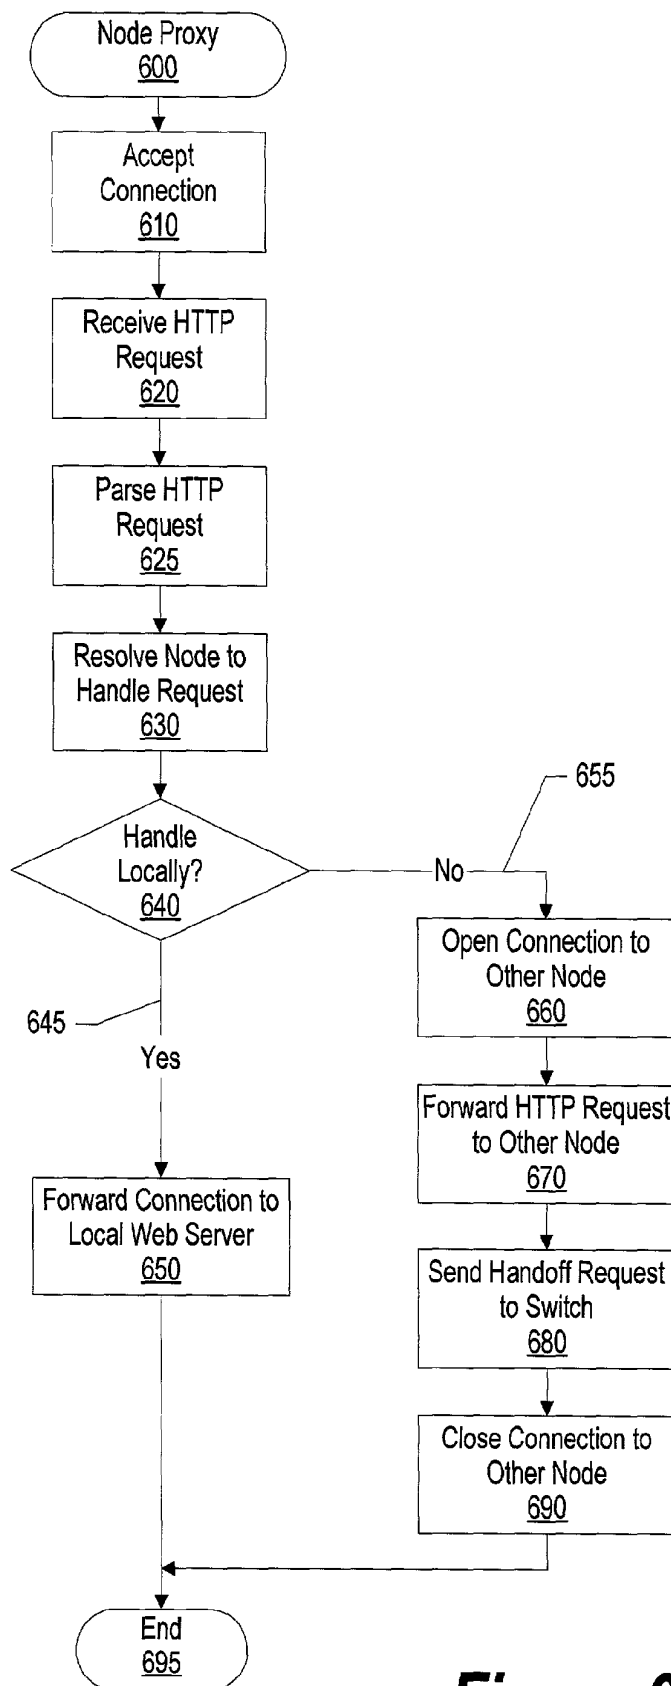 Node Proxy
600
Accept
Connection
610
Receive HTTP
Request
620
Parse HTTP
Request
625
Resolve Node to
Handle Request
630
655
Handle
Locally?
640
No
Open Connection to
Other Node
660
645
Yes
Forward HTTP Request
to Other Node
670
Forward Connection to
Local Web Server
650
Send Handoff Request
to Switch
680
Close Connection to
Other Node
690
End
695